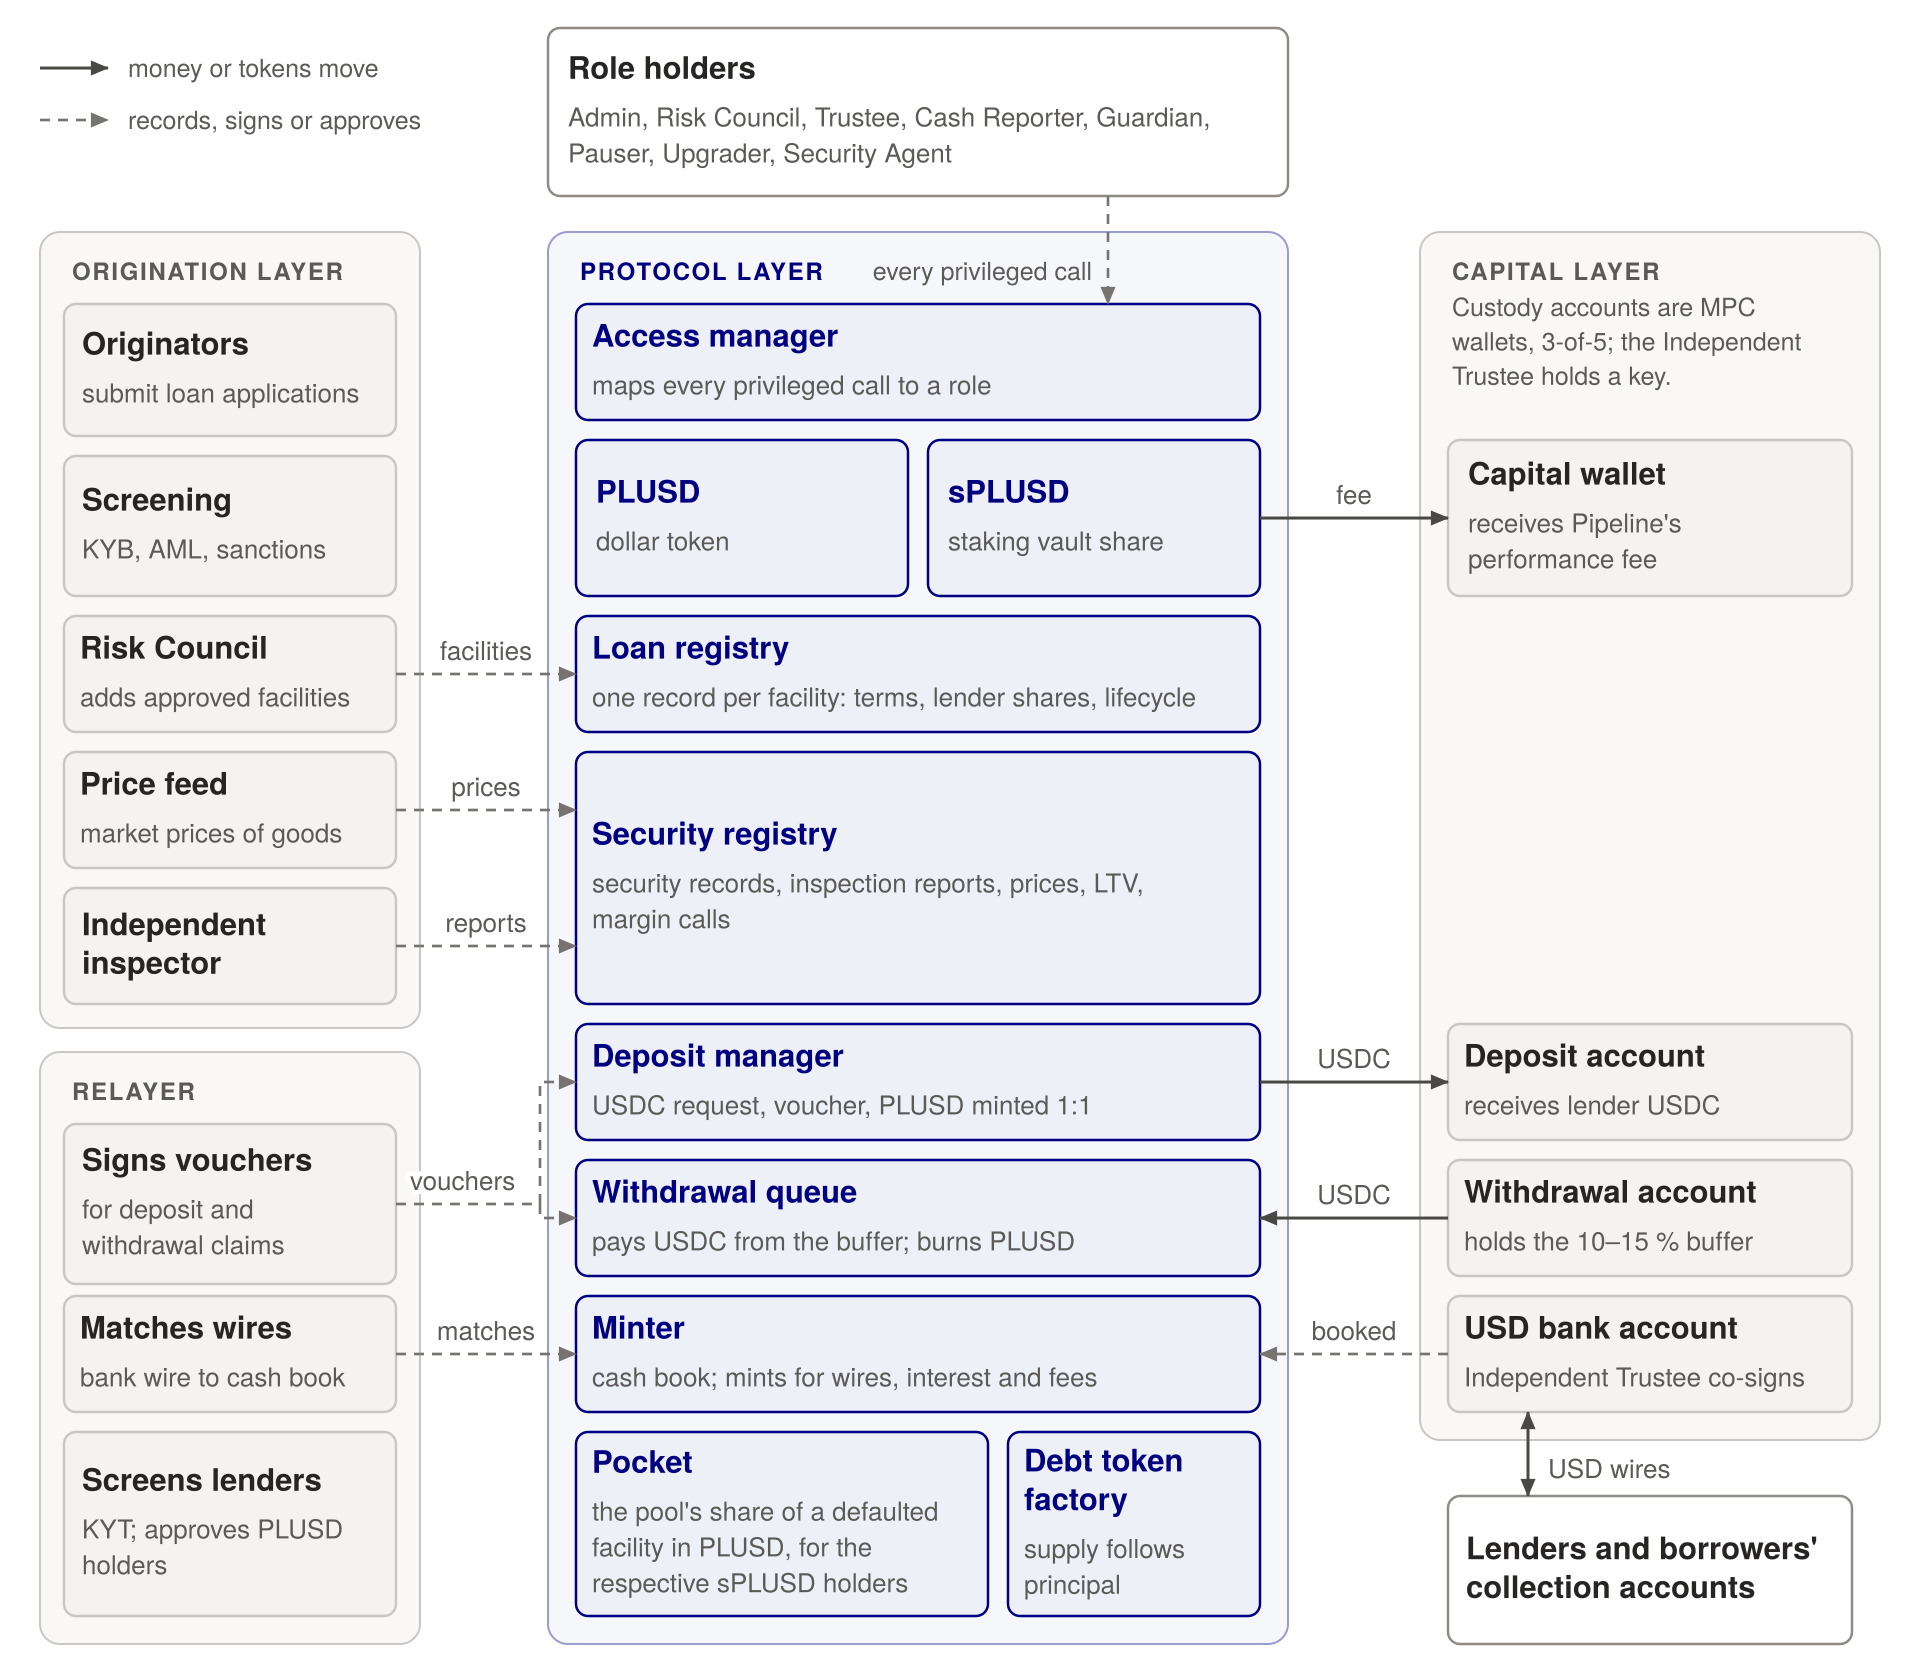 money or tokens move
records, signs or approves
Role holders
Admin, Risk Council, Trustee, Cash Reporter, Guardian,
Pauser, Upgrader, Security Agent
ORIGINATION LAYER
Originators
submit loan applications
Screening
KYB, AML, sanctions
Risk Council
adds approved facilities
Price feed
market prices of goods
Independent
inspector
facilities
prices
reports
RELAYER
Signs vouchers
for deposit and
withdrawal claims
Matches wires
bank wire to cash book
Screens lenders
KYT; approves PLUSD
holders
vouchers
matches
PROTOCOL LAYER
every privileged call
Access manager
maps every privileged call to a role
PLUSD
dollar token
sPLUSD
staking vault share
Loan registry
one record per facility: terms, lender shares, lifecycle
Security registry
security records, inspection reports, prices, LTV,
margin calls
Deposit manager
USDC request, voucher, PLUSD minted 1:1
Withdrawal queue
pays USDC from the buffer; burns PLUSD
Minter
cash book; mints for wires, interest and fees
Pocket
the pool's share of a defaulted
facility in PLUSD, for the
respective sPLUSD holders
Debt token
factory
supply follows
principal
fee
USDC
USDC
booked
CAPITAL LAYER
Custody accounts are MPC
wallets, 3-of-5; the Independent
Trustee holds a key.
Capital wallet
receives Pipeline's
performance fee
Deposit account
receives lender USDC
Withdrawal account
holds the 10–15 % buffer
USD bank account
Independent Trustee co-signs
USD wires
Lenders and borrowers'
collection accounts